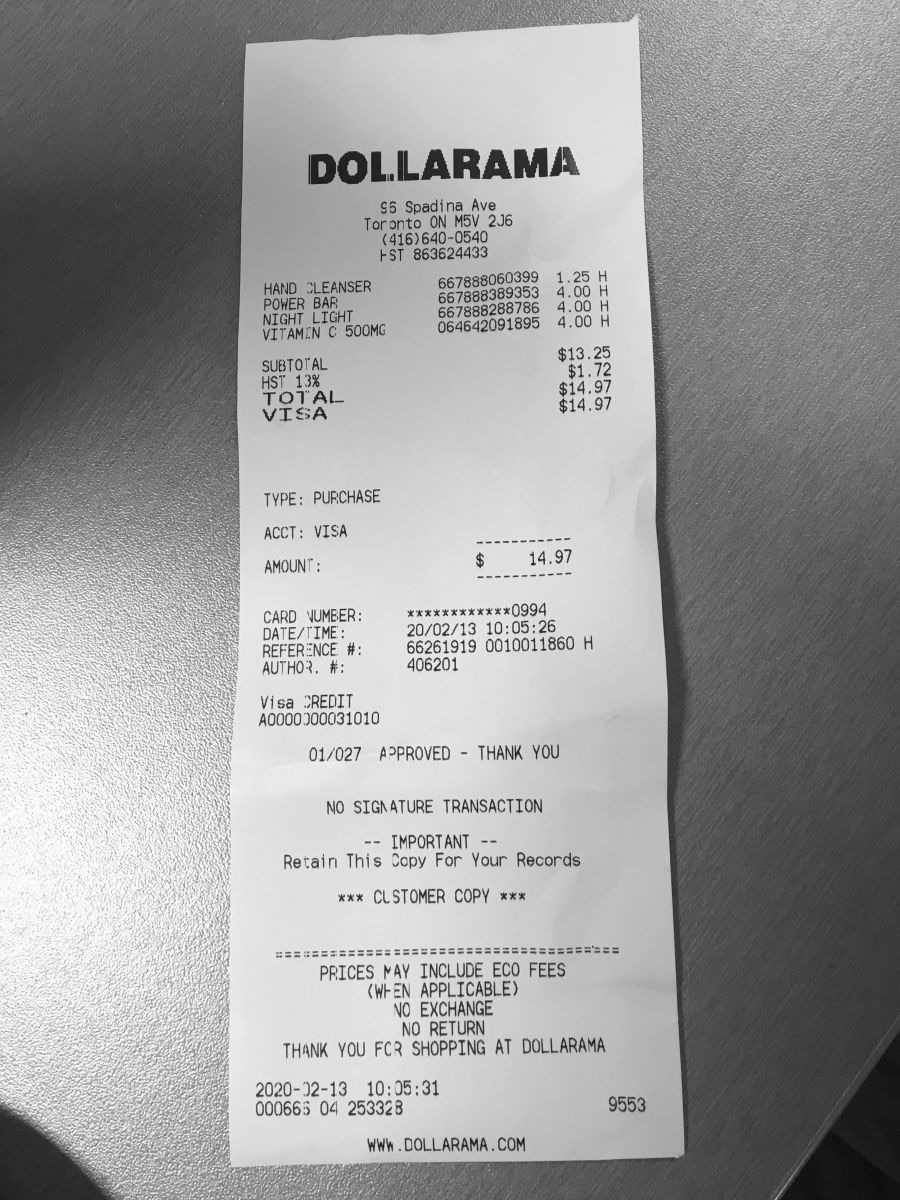 DOLLARAMA
96 Spadina Ave
Toronto ON M5V 2J6
(416)640-0540
HST 863624433
HAND CLEANSER 667888060399 1.25 H
POWER BAR 667888389353 4.00 H
NIGHT LIGHT 667888288786 4.00 H
VITAMIN C 500MG 064642091895 4.00 H
SUBTOTAL $13.25
HST 13% $1.72
TOTAL $14.97
VISA $14.97
TYPE: PURCHASE
ACCT: VISA
-----------
AMOUNT: $ 14.97
-----------
CARD NUMBER: ************0994
DATE/TIME: 20/02/13 10:05:26
REFERENCE #: 66261919 0010011860 H
AUTHOR. #: 406201
Visa CREDIT
A0000000031010
01/027 APPROVED - THANK YOU
NO SIGNATURE TRANSACTION
-- IMPORTANT --
Retain This Copy For Your Records
*** CUSTOMER COPY ***
======================================
PRICES MAY INCLUDE ECO FEES
(WHEN APPLICABLE)
NO EXCHANGE
NO RETURN
THANK YOU FOR SHOPPING AT DOLLARAMA
2020-02-13 10:05:31
000666 04 253328 9553
WWW.DOLLARAMA.COM